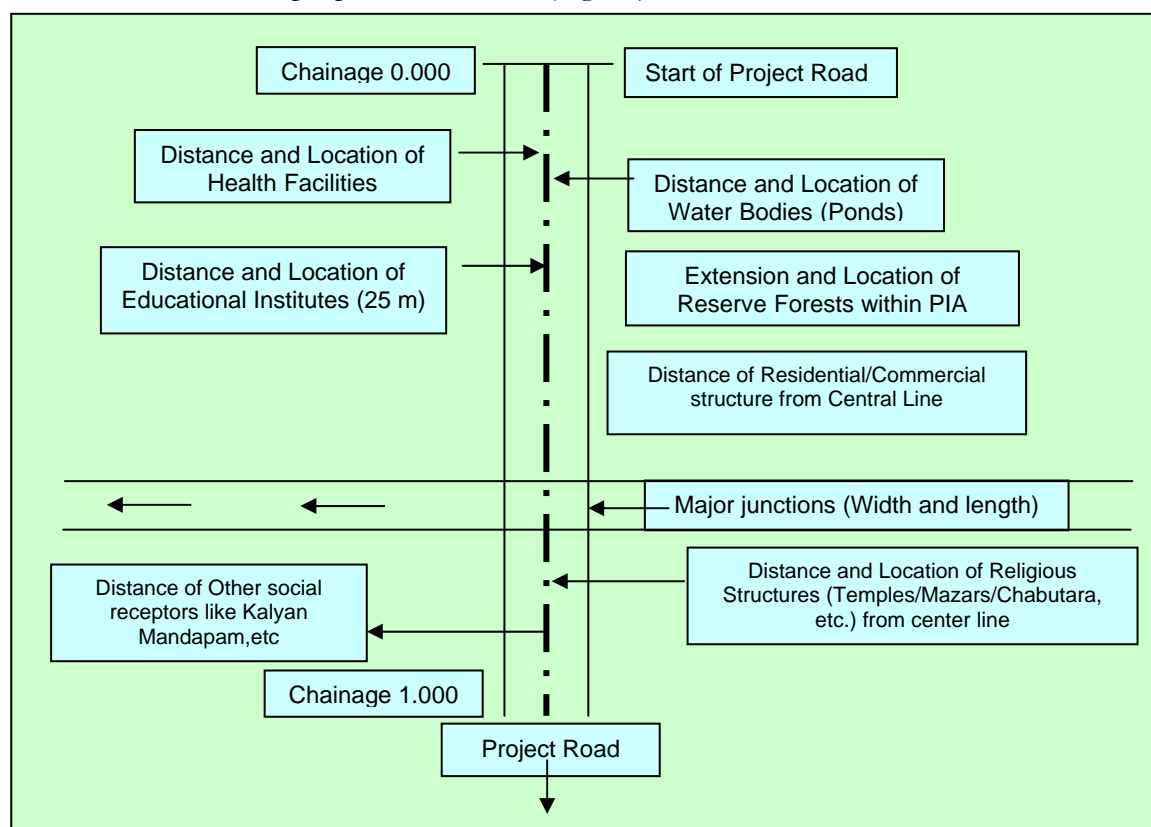 Chainage 0.000
Start of Project Road
Distance and Location of
Health Facilities
Distance and Location of
Water Bodies (Ponds)
Distance and Location of
Educational Institutes (25 m)
Extension and Location of
Reserve Forests within PIA
Distance of Residential/Commercial
structure from Central Line
Major junctions (Width and length)
Distance and Location of Religious
Structures (Temples/Mazars/Chabutara,
etc.) from center line
Distance of Other social
receptors like Kalyan
Mandapam,etc
Chainage 1.000
Project Road